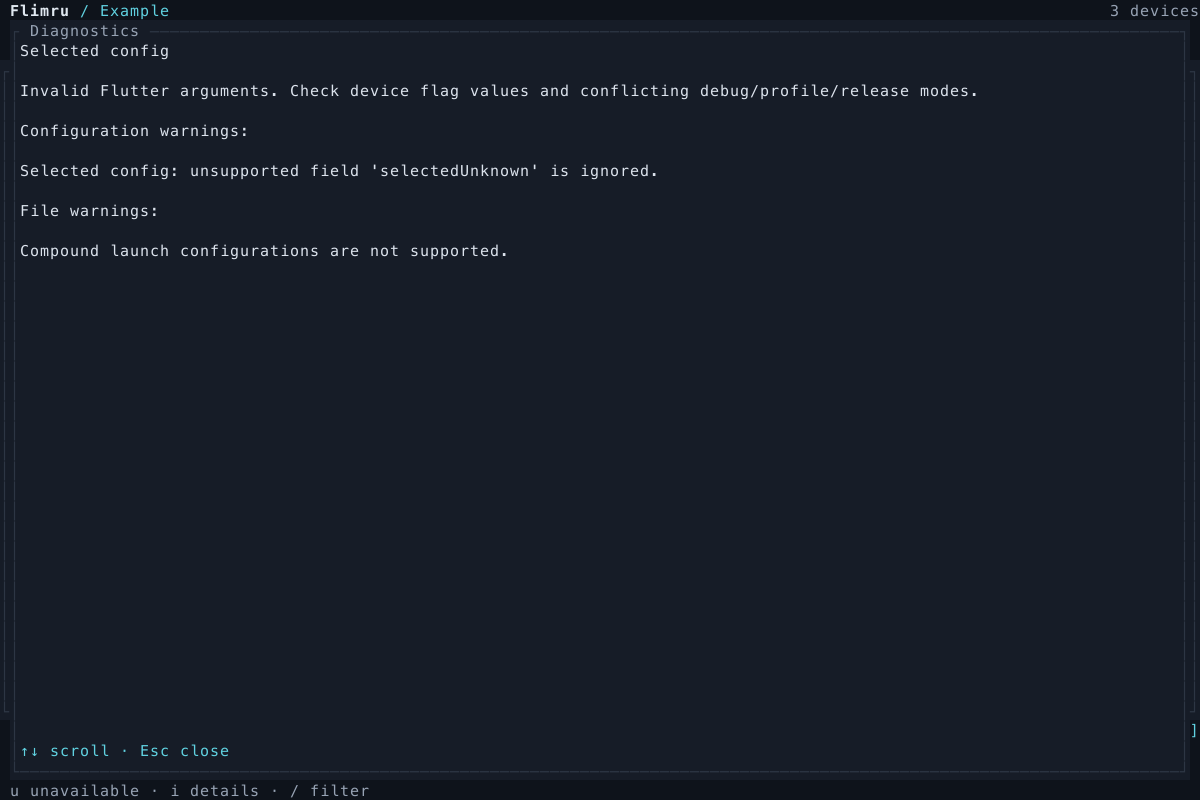 Flimru / Example
3 devices
Diagnostics
Selected config
Invalid Flutter arguments. Check device flag values and conflicting debug/profile/release modes.
Configuration warnings:
Selected config: unsupported field 'selectedUnknown' is ignored.
File warnings:
Compound launch configurations are not supported.
]
↑↓ scroll · Esc close
u unavailable · i details · / filter